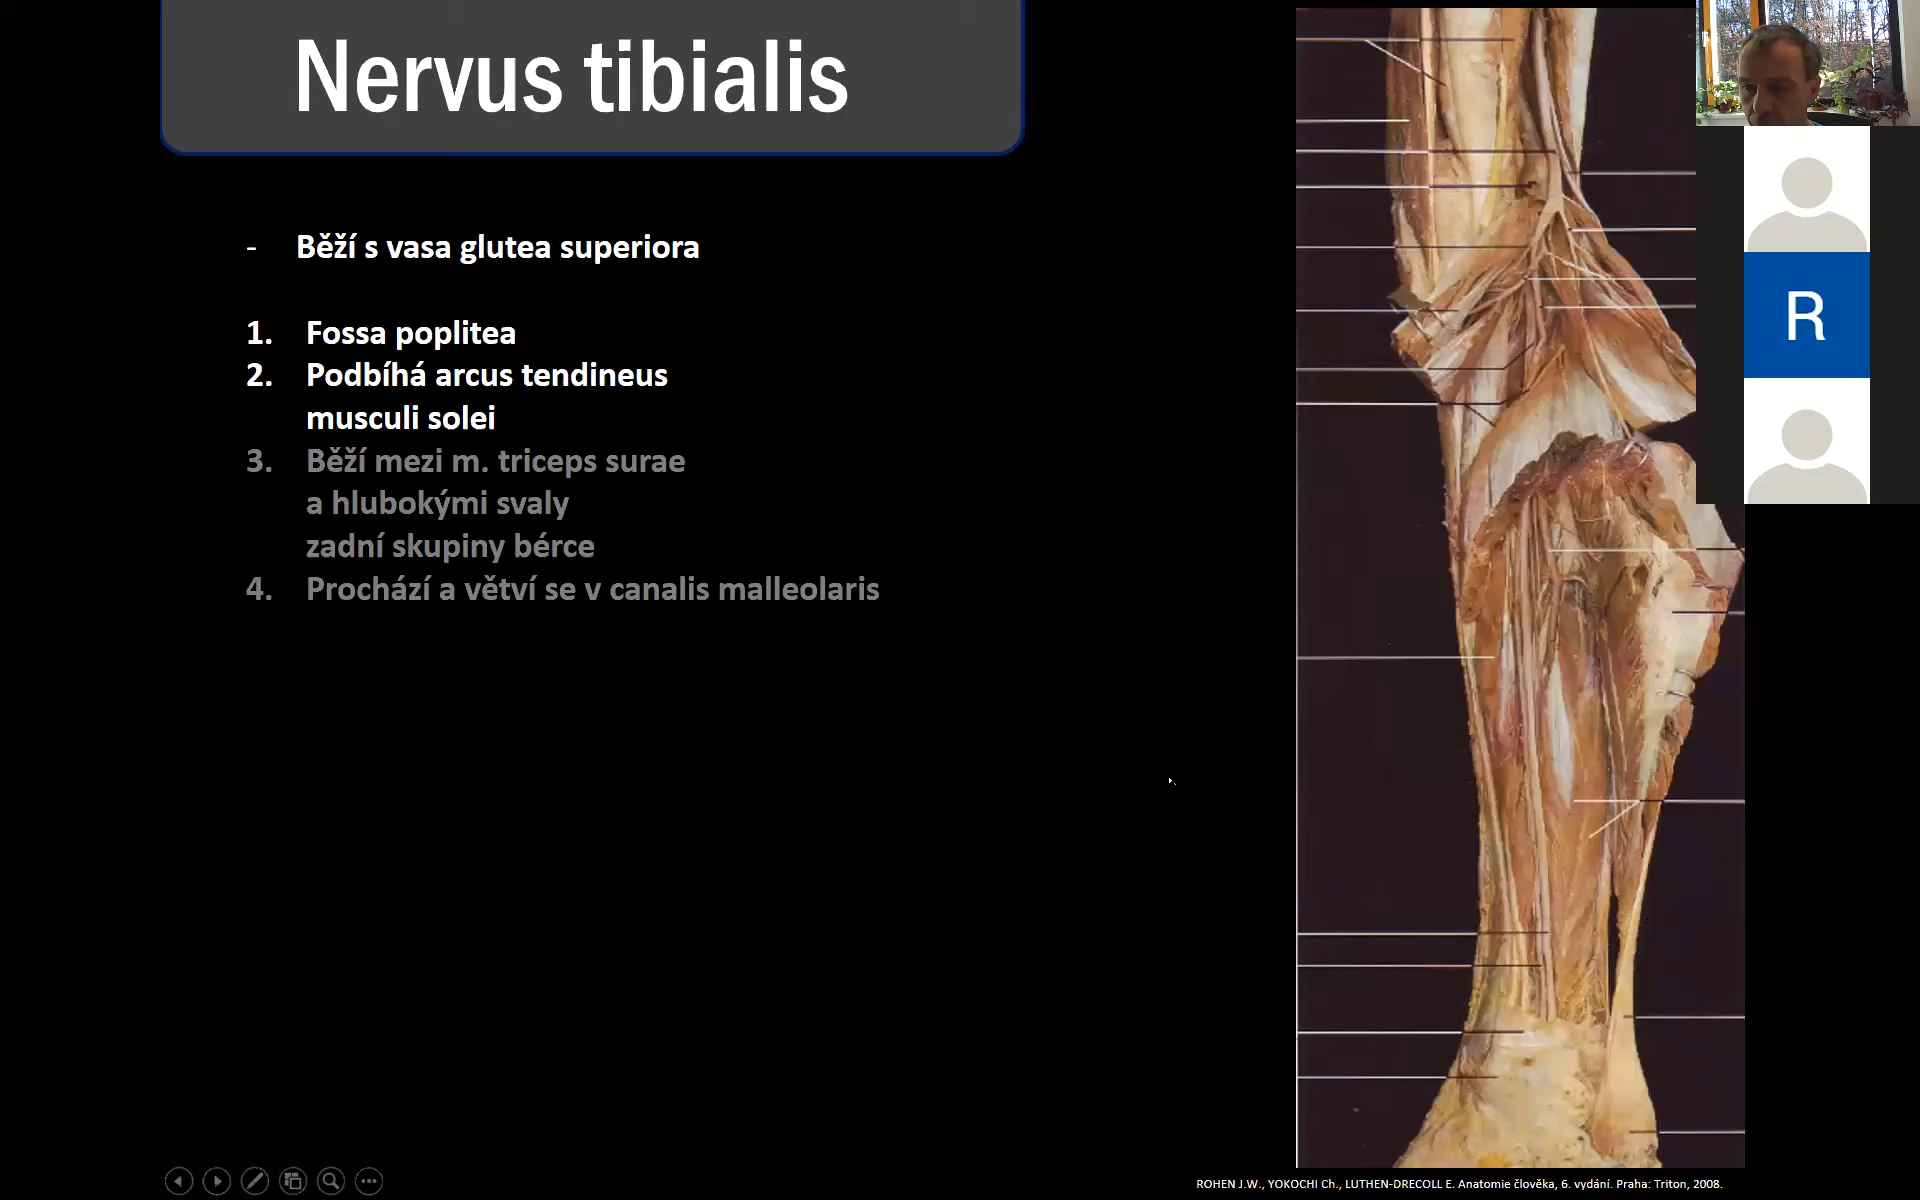 Nervus tibialis
- Běží s vasa glutea superiora
1. Fossa poplitea
2. Podbíhá arcus tendineus
musculi solei
3. Běží mezi m. triceps surae
a hlubokými svaly
zadní skupiny bérce
4. Prochází a větví se v canalis malleolaris
R
ROHEN J.W., YOKOCHI Ch., LUTHEN-DRECOLL E. Anatomie člověka, 6. vydání. Praha: Triton, 2008.